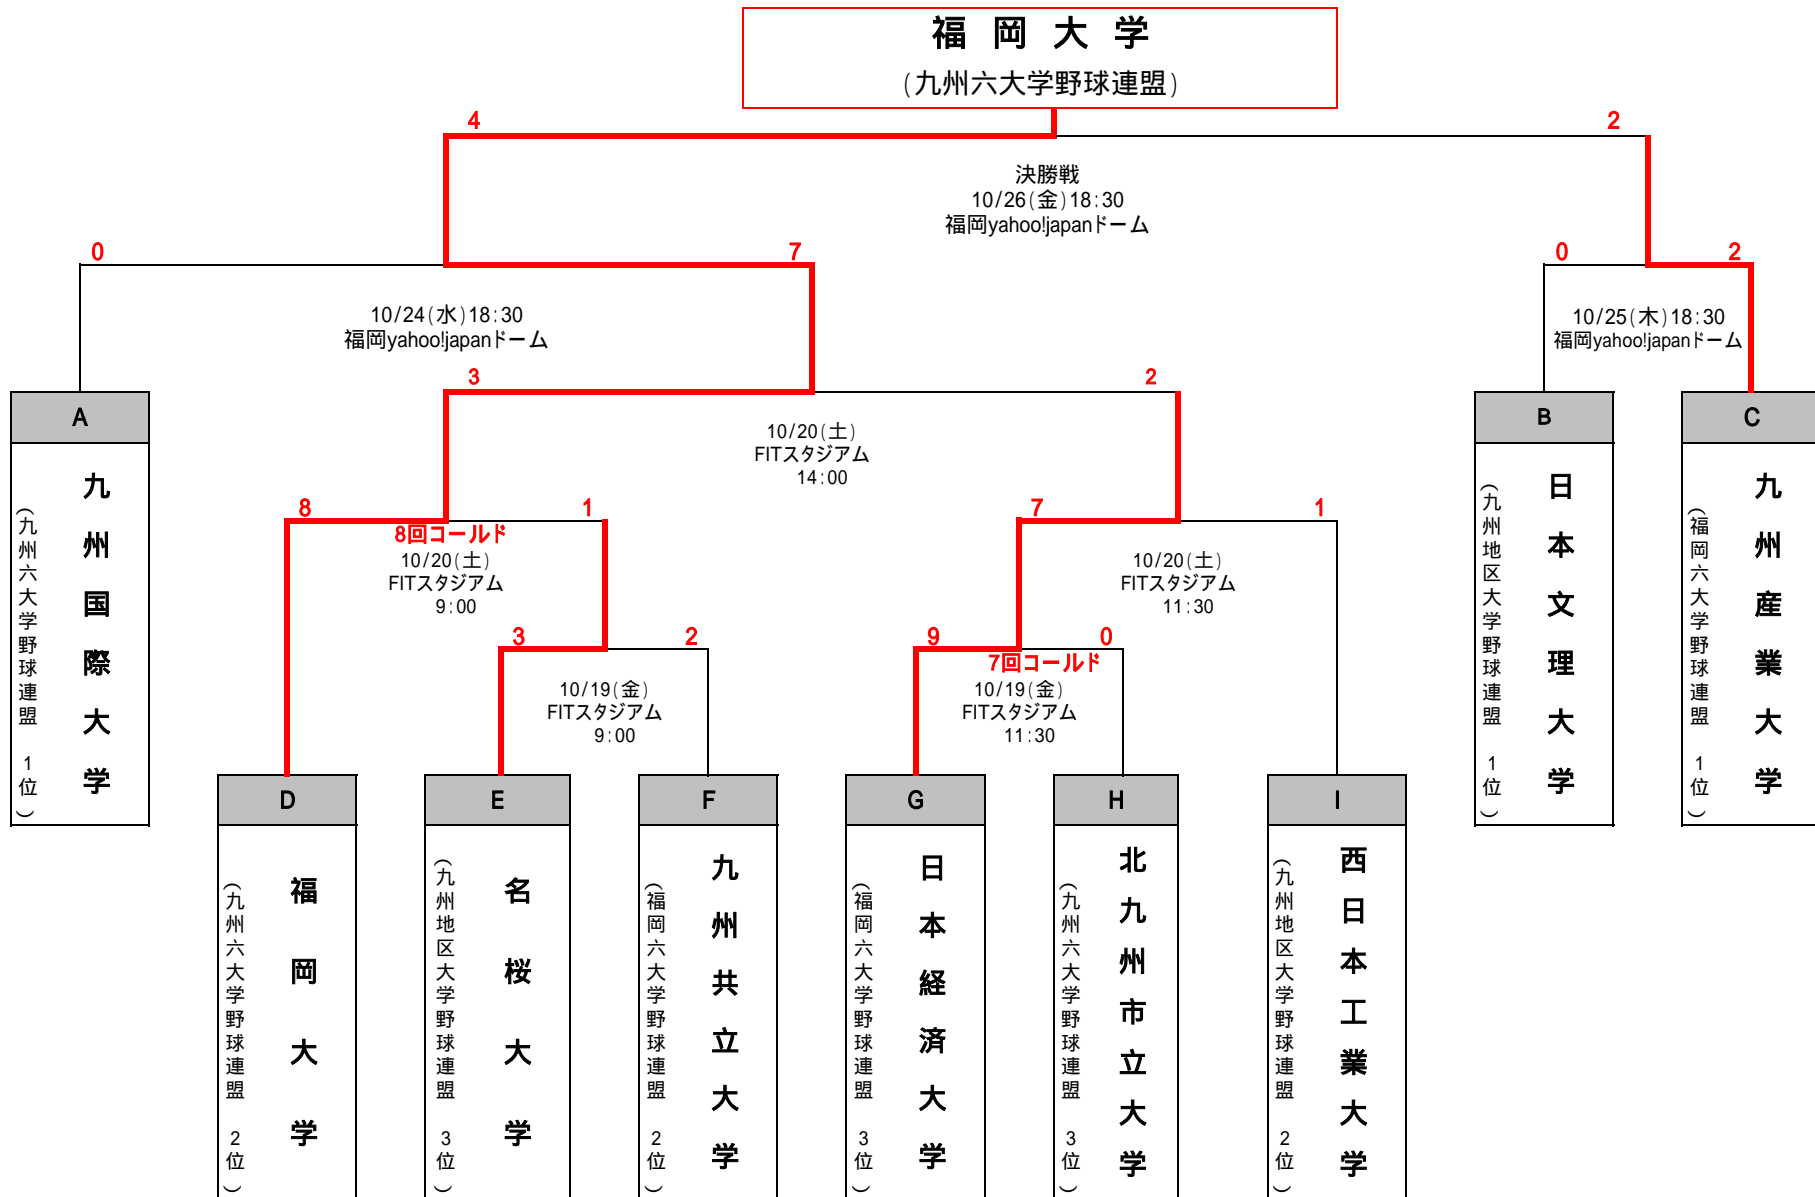 福岡大学
(九州六大学野球連盟)
4
2
決勝戦
10/26(金)18:30
福岡yahoo!japanドーム
0
7
0
2
10/24(水)18:30
福岡yahoo!japanドーム
10/25(木)18:30
福岡yahoo!japanドーム
3
2
A
B
C
10/20(土)
FITスタジアム
14:00
九州国際大学
(九州六大学野球連盟 1位)
日本文理大学
(九州地区大学野球連盟 1位)
九州産業大学
(福岡六大学野球連盟 1位)
8
1
7
1
8回コールド
10/20(土)
FITスタジアム
9:00
10/20(土)
FITスタジアム
11:30
3
2
9
0
7回コールド
10/19(金)
FITスタジアム
9:00
10/19(金)
FITスタジアム
11:30
D
E
F
G
H
I
福岡大学
(九州六大学野球連盟 2位)
名桜大学
(九州地区大学野球連盟 3位)
九州共立大学
(福岡六大学野球連盟 2位)
日本経済大学
(福岡六大学野球連盟 3位)
北九州市立大学
(九州六大学野球連盟 3位)
西日本工業大学
(九州地区大学野球連盟 2位)